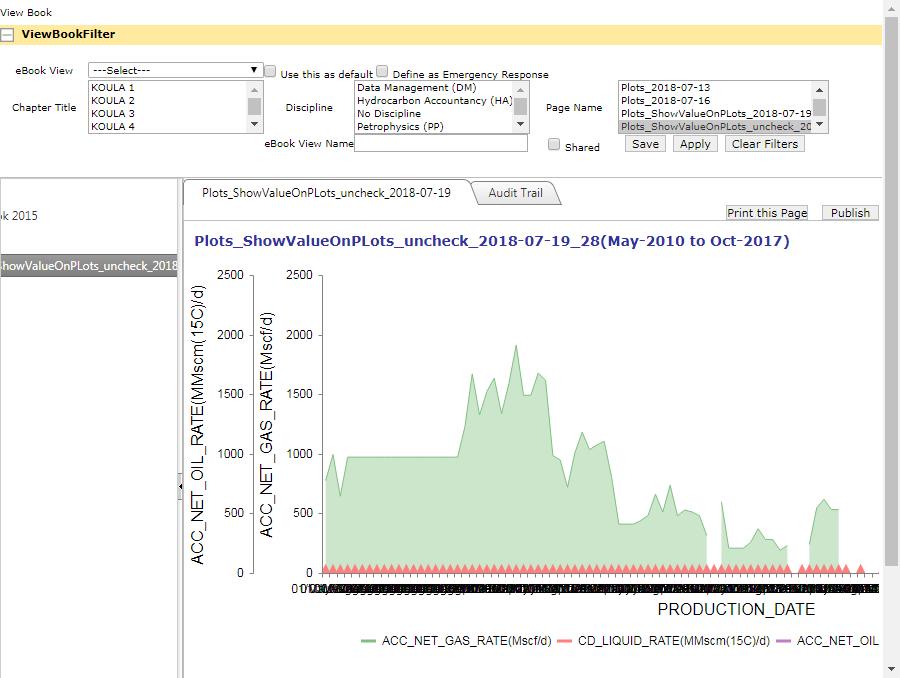 View Book
ViewBookFilter
eBook View ---Select--- Use this as default Define as Emergency Response
Chapter Title
KOULA 1
KOULA 2
KOULA 3
KOULA 4
Discipline
Data Management (DM)
Hydrocarbon Accountancy (HA)
No Discipline
Petrophysics (PP)
Page Name
Plots_2018-07-13
Plots_2018-07-16
Plots_ShowValueOnPLots_2018-07-19
Plots_ShowValueOnPLots_uncheck_20
eBook View Name Shared Save Apply Clear Filters
Plots_ShowValueOnPLots_uncheck_2018-07-19 Audit Trail
ok 2015
Print this Page Publish
ShowValueOnPLots_uncheck_2018
Plots_ShowValueOnPLots_uncheck_2018-07-19_28(May-2010 to Oct-2017)
ACC_NET_OIL_RATE(MMscm(15C)/d)
2500
2000
1500
1000
500
0
ACC_NET_GAS_RATE(Mscf/d)
2500
2000
1500
1000
500
0
PRODUCTION_DATE
ACC_NET_GAS_RATE(Mscf/d) CD_LIQUID_RATE(MMscm(15C)/d) ACC_NET_OIL